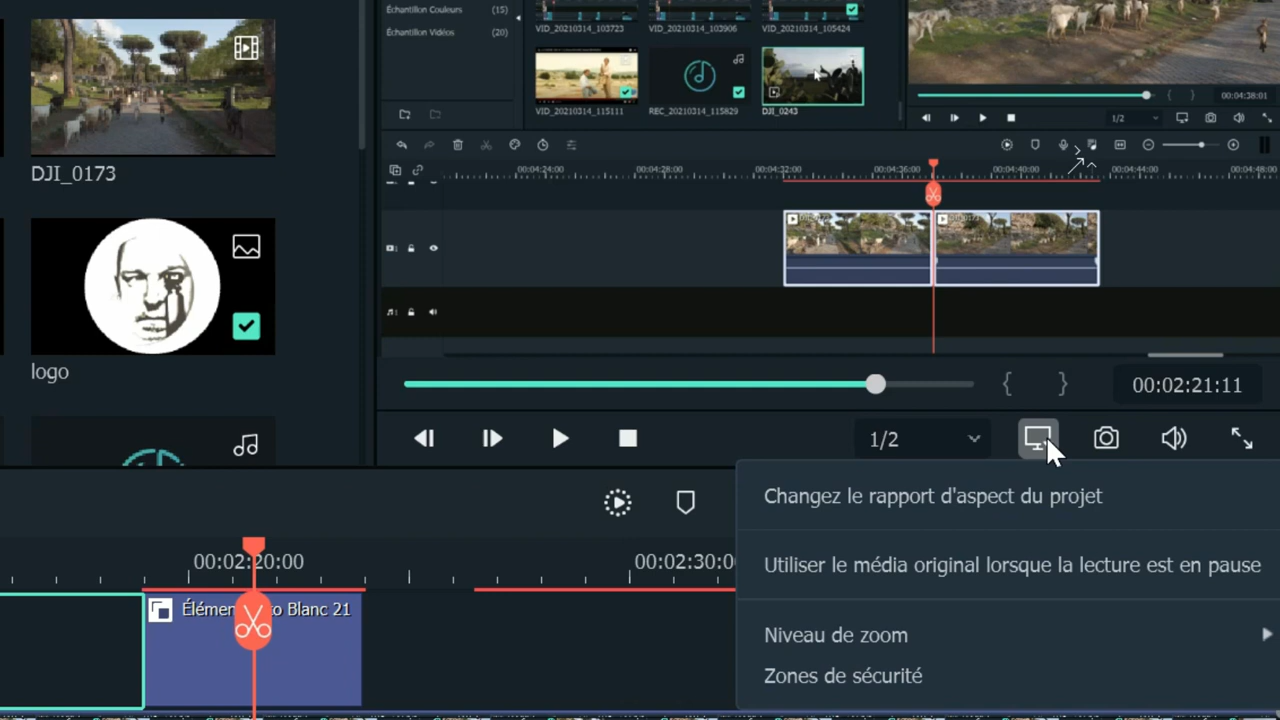 Échantillon Couleurs (15)
Échantillon Vidéos (20)
VID_20210314_103723
VID_20210314_103906
VID_20210314_105424
VID_20210314_115111
REC_20210314_115829
DJI_0243
00:04:38:01
1/2
DJI_0173
00:04:24:00
00:04:28:00
00:04:32:00
00:04:36:00
00:04:40:00
00:04:44:00
00:04:48:00
logo
00:02:21:11
1/2
Changez le rapport d'aspect du projet
Utiliser le média original lorsque la lecture est en pause
Niveau de zoom
Zones de sécurité
00:02:20:00
00:02:30:0
Blanc 21